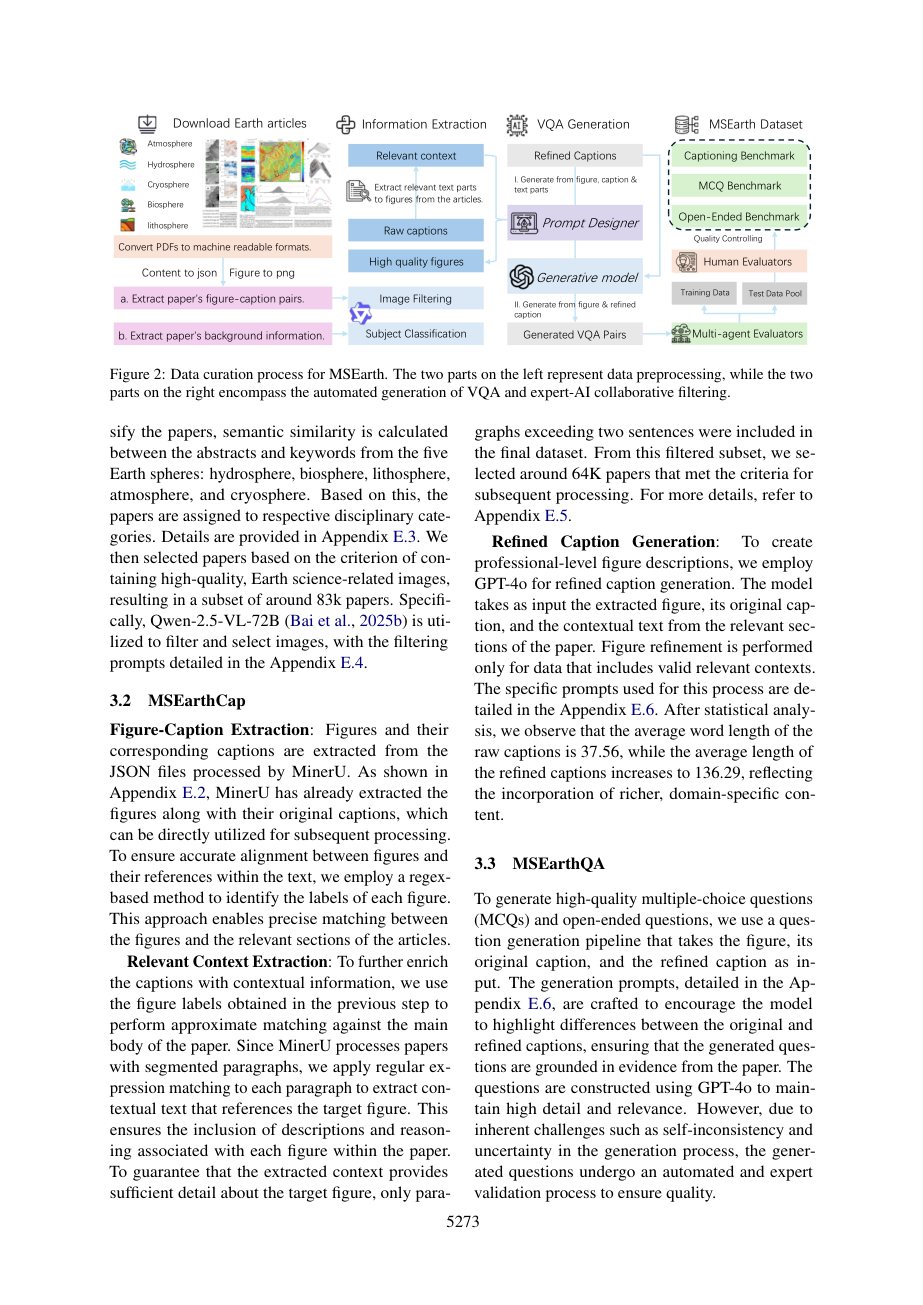 Download Earth articles
Atmosphere
Hydrosphere
Cryosphere
Biosphere
lithosphere
Convert PDFs to machine readable formats.
Content to json Figure to png
a. Extract paper's figure-caption pairs.
b. Extract paper's background information.
Information Extraction
Relevant context
Extract relevant text parts
to figures from the articles.
Raw captions
High quality figures
Image Filtering
Subject Classification
VQA Generation
Refined Captions
I. Generate from figure, caption &
text parts
Prompt Designer
Generative model
II. Generate from figure & refined
caption
Generated VQA Pairs
MSEarth Dataset
Captioning Benchmark
MCQ Benchmark
Open-Ended Benchmark
Quality Controlling
Human Evaluators
Training Data
Test Data Pool
Multi-agent Evaluators
Figure 2: Data curation process for MSEarth. The two parts on the left represent data preprocessing, while the two
parts on the right encompass the automated generation of VQA and expert-AI collaborative filtering.
sify the papers, semantic similarity is calculated
between the abstracts and keywords from the five
Earth spheres: hydrosphere, biosphere, lithosphere,
atmosphere, and cryosphere. Based on this, the
papers are assigned to respective disciplinary cate-
gories. Details are provided in Appendix E.3. We
then selected papers based on the criterion of con-
taining high-quality, Earth science-related images,
resulting in a subset of around 83k papers. Specifi-
cally, Qwen-2.5-VL-72B (Bai et al., 2025b) is uti-
lized to filter and select images, with the filtering
prompts detailed in the Appendix E.4.
3.2 MSEarthCap
Figure-Caption Extraction: Figures and their
corresponding captions are extracted from the
JSON files processed by MinerU. As shown in
Appendix E.2, MinerU has already extracted the
figures along with their original captions, which
can be directly utilized for subsequent processing.
To ensure accurate alignment between figures and
their references within the text, we employ a regex-
based method to identify the labels of each figure.
This approach enables precise matching between
the figures and the relevant sections of the articles.
Relevant Context Extraction: To further enrich
the captions with contextual information, we use
the figure labels obtained in the previous step to
perform approximate matching against the main
body of the paper. Since MinerU processes papers
with segmented paragraphs, we apply regular ex-
pression matching to each paragraph to extract con-
textual text that references the target figure. This
ensures the inclusion of descriptions and reason-
ing associated with each figure within the paper.
To guarantee that the extracted context provides
sufficient detail about the target figure, only para-
graphs exceeding two sentences were included in
the final dataset. From this filtered subset, we se-
lected around 64K papers that met the criteria for
subsequent processing. For more details, refer to
Appendix E.5.
Refined Caption Generation: To create
professional-level figure descriptions, we employ
GPT-4o for refined caption generation. The model
takes as input the extracted figure, its original cap-
tion, and the contextual text from the relevant sec-
tions of the paper. Figure refinement is performed
only for data that includes valid relevant contexts.
The specific prompts used for this process are de-
tailed in the Appendix E.6. After statistical analy-
sis, we observe that the average word length of the
raw captions is 37.56, while the average length of
the refined captions increases to 136.29, reflecting
the incorporation of richer, domain-specific con-
tent.
3.3 MSEarthQA
To generate high-quality multiple-choice questions
(MCQs) and open-ended questions, we use a ques-
tion generation pipeline that takes the figure, its
original caption, and the refined caption as in-
put. The generation prompts, detailed in the Ap-
pendix E.6, are crafted to encourage the model
to highlight differences between the original and
refined captions, ensuring that the generated ques-
tions are grounded in evidence from the paper. The
questions are constructed using GPT-4o to main-
tain high detail and relevance. However, due to
inherent challenges such as self-inconsistency and
uncertainty in the generation process, the gener-
ated questions undergo an automated and expert
validation process to ensure quality.
5273